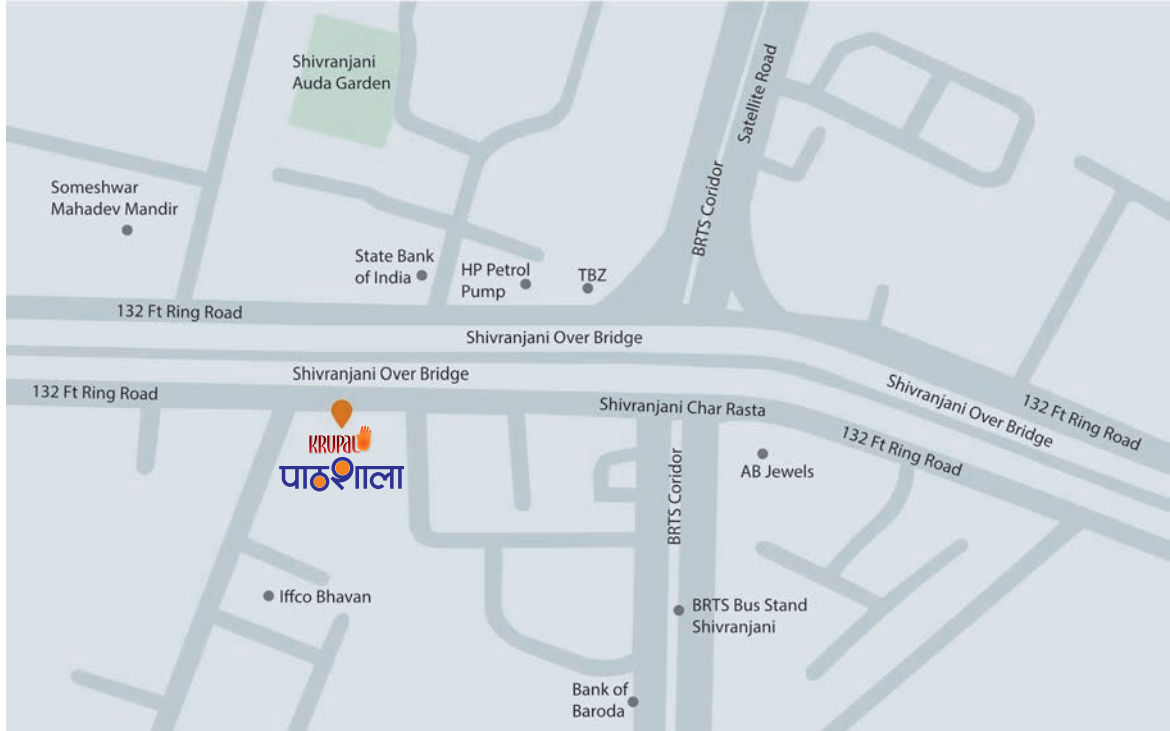 Shivranjani
Auda Garden
Satellite Road
BRTS Coridor
Someshwar
Mahadev Mandir
State Bank
of India
HP Petrol
Pump
TBZ
132 Ft Ring Road
Shivranjani Over Bridge
Shivranjani Over Bridge
132 Ft Ring Road
Shivranjani Char Rasta
Shivranjani Over Bridge
132 Ft Ring Road
132 Ft Ring Road
KRUPAL
पाठशाला
AB Jewels
BRTS Coridor
Iffco Bhavan
BRTS Bus Stand
Shivranjani
Bank of
Baroda